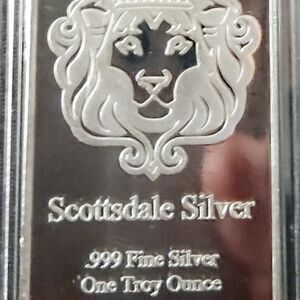 Scottsdale Silver
.999 Fine Silver
One Troy Ounce